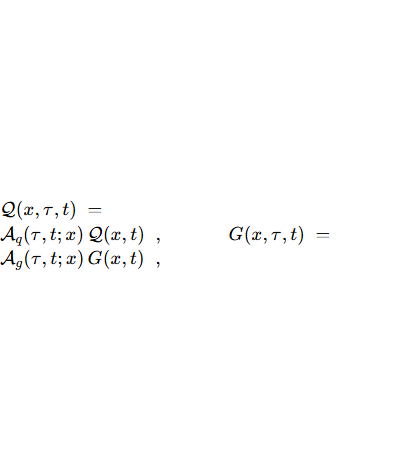 𝒬(x, τ, t) =
𝒜_q(τ, t; x) 𝒬(x, t) , G(x, τ, t) =
𝒜_g(τ, t; x) G(x, t) ,